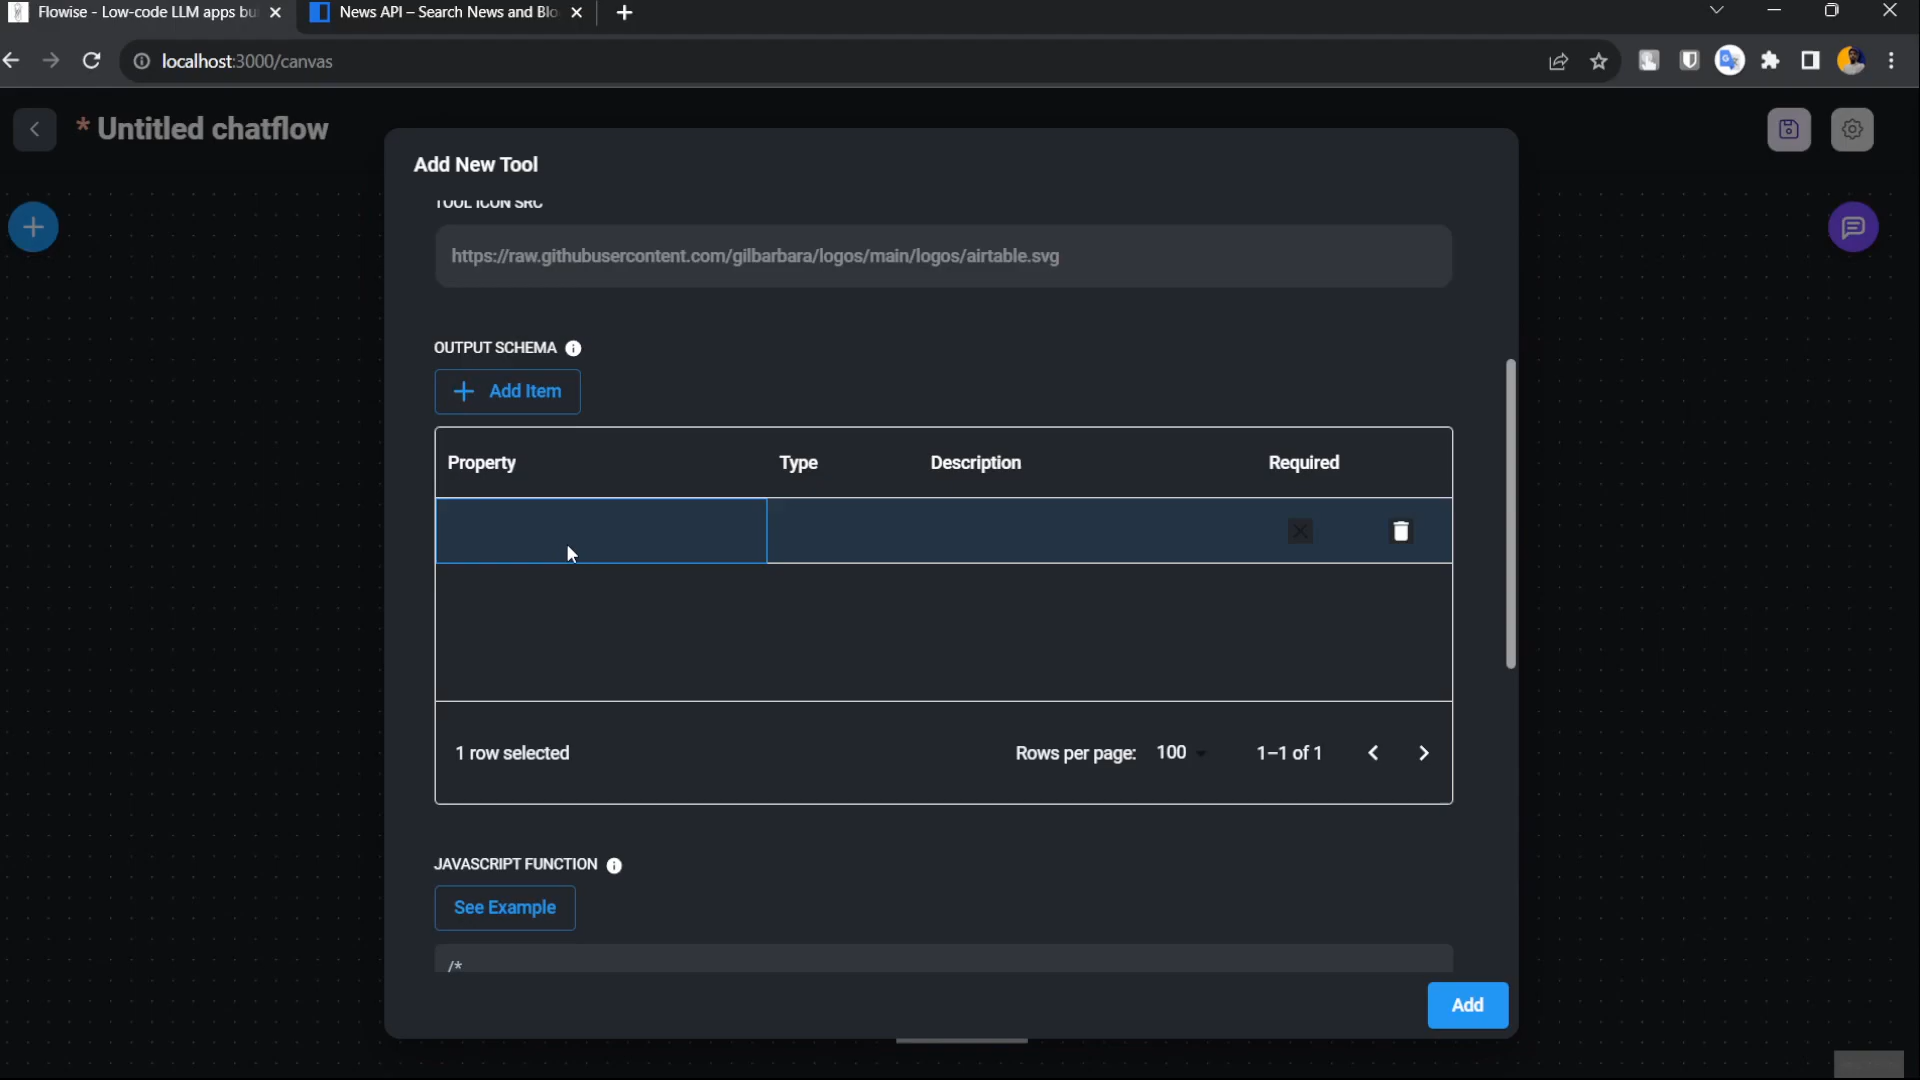 Flowise - Low-code LLM apps bu
News API – Search News and Blo
localhost:3000/canvas
* Untitled chatflow
Add New Tool
TOOL ICON SRC
https://raw.githubusercontent.com/gilbarbara/logos/main/logos/airtable.svg
OUTPUT SCHEMA
Add Item
Property Type Description Required
1 row selected Rows per page: 100 1–1 of 1
JAVASCRIPT FUNCTION
See Example
/*
Add